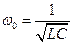 ω₀ = 1/√(LC)